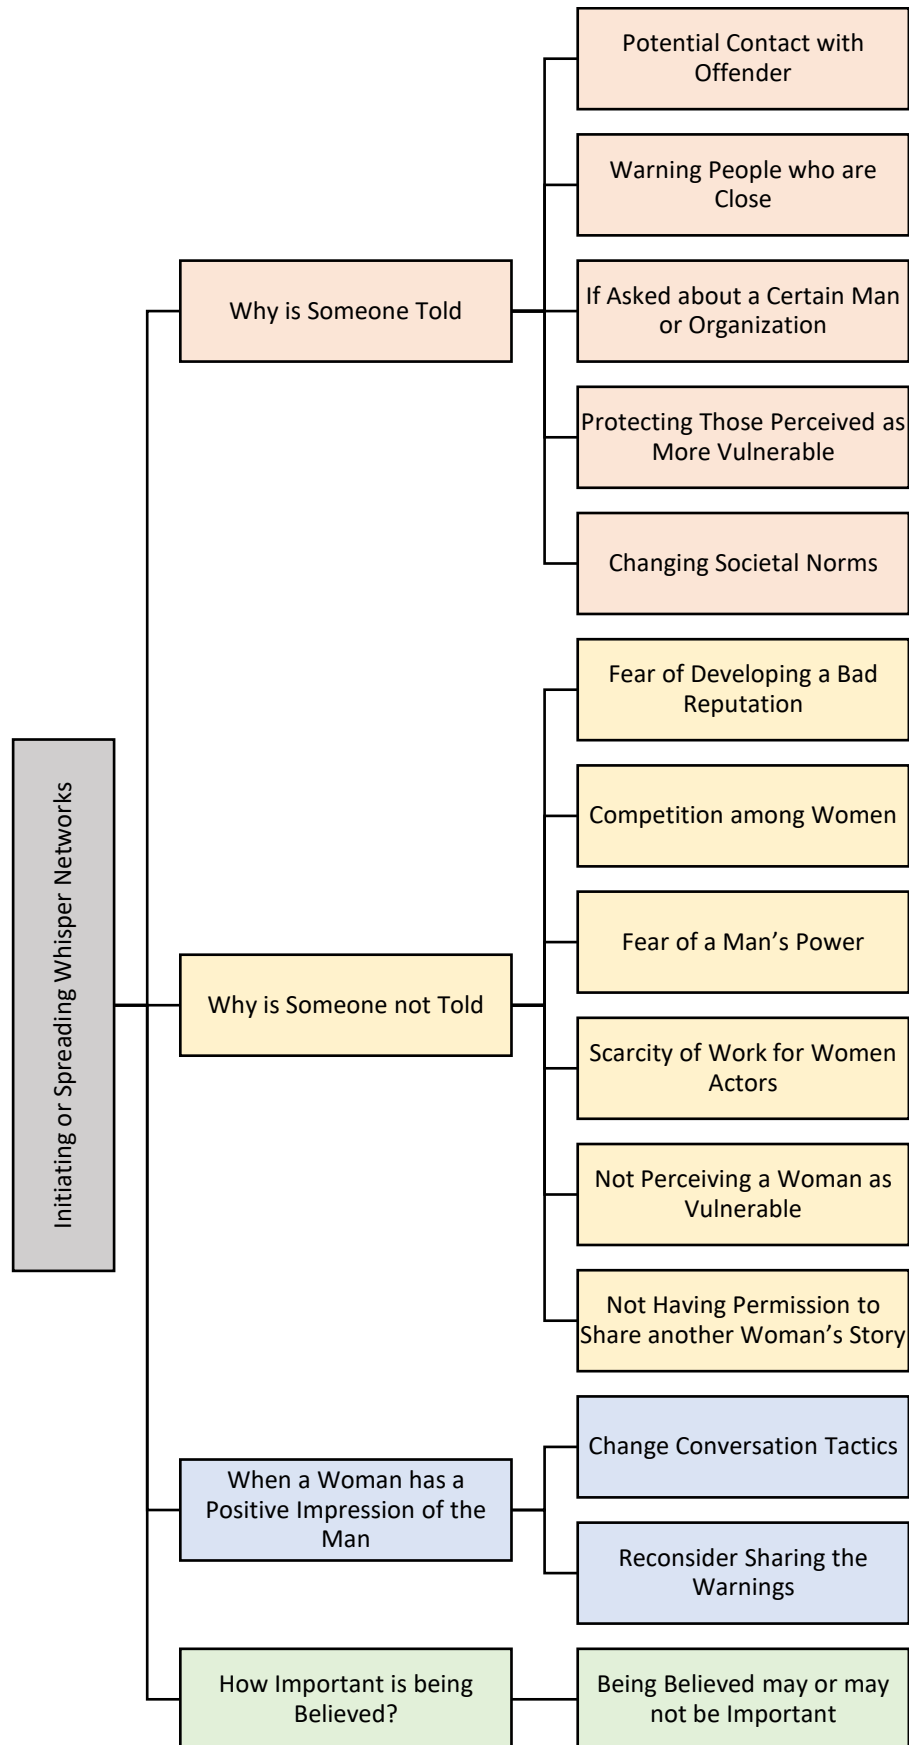 Initiating or Spreading Whisper Networks
Why is Someone Told
Potential Contact with
Offender
Warning People who are
Close
If Asked about a Certain Man
or Organization
Protecting Those Perceived as
More Vulnerable
Changing Societal Norms
Why is Someone not Told
Fear of Developing a Bad
Reputation
Competition among Women
Fear of a Man’s Power
Scarcity of Work for Women
Actors
Not Perceiving a Woman as
Vulnerable
Not Having Permission to
Share another Woman’s Story
When a Woman has a
Positive Impression of the
Man
Change Conversation Tactics
Reconsider Sharing the
Warnings
How Important is being
Believed?
Being Believed may or may
not be Important